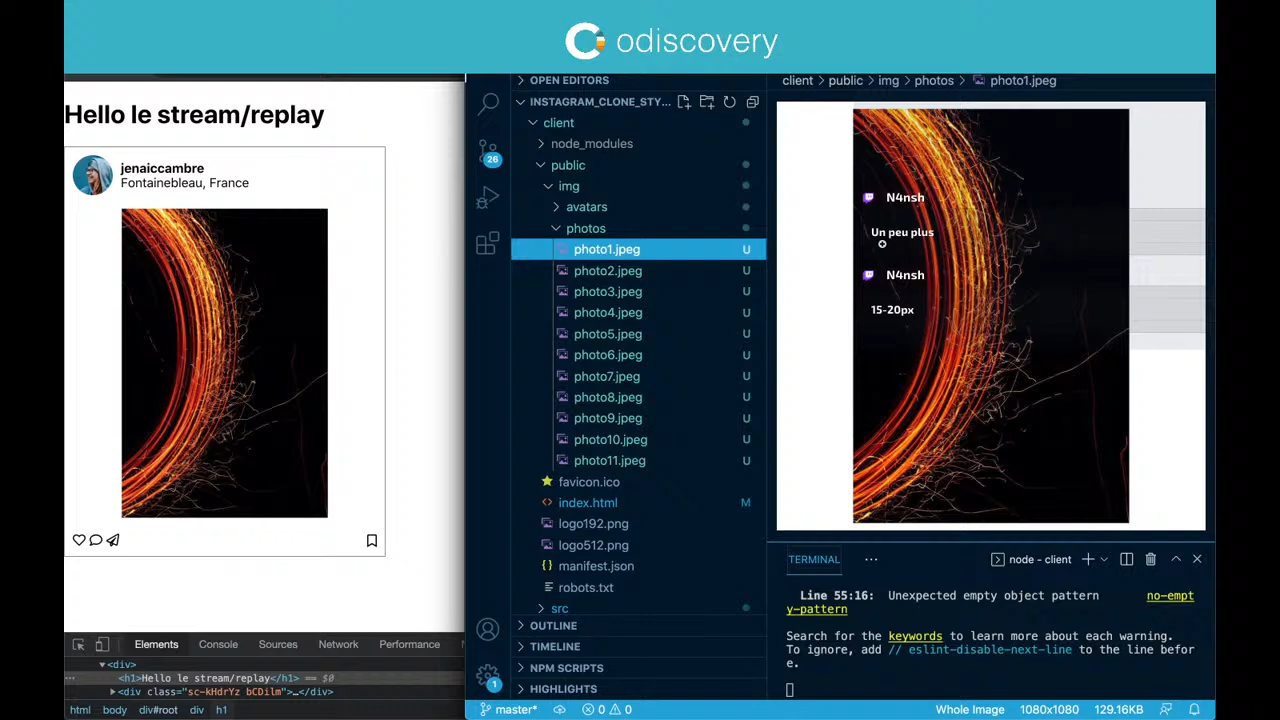 odiscovery
Hello le stream/replay
jenaiccambre
Fontainebleau, France
Elements
Console
Sources
Network
Performance
<div>
<h1>Hello le stream/replay</h1> == $0
<div class="sc-kHdrYz bCDilm">…</div>
html
body
div#root
div
h1
OPEN EDITORS
INSTAGRAM_CLONE_STY...
client
node_modules
public
img
avatars
photos
photo1.jpeg U
photo2.jpeg U
photo3.jpeg U
photo4.jpeg U
photo5.jpeg U
photo6.jpeg U
photo7.jpeg U
photo8.jpeg U
photo9.jpeg U
photo10.jpeg U
photo11.jpeg U
favicon.ico
index.html M
logo192.png
logo512.png
manifest.json
robots.txt
src
OUTLINE
TIMELINE
NPM SCRIPTS
HIGHLIGHTS
26
1
client > public > img > photos > photo1.jpeg
N4nsh
Un peu plus
N4nsh
15-20px
TERMINAL
node - client
Line 55:16: Unexpected empty object pattern no-empt
y-pattern
Search for the keywords to learn more about each warning.
To ignore, add // eslint-disable-next-line to the line befor
e.
master*
0 0
Whole Image
1080x1080
129.16KB